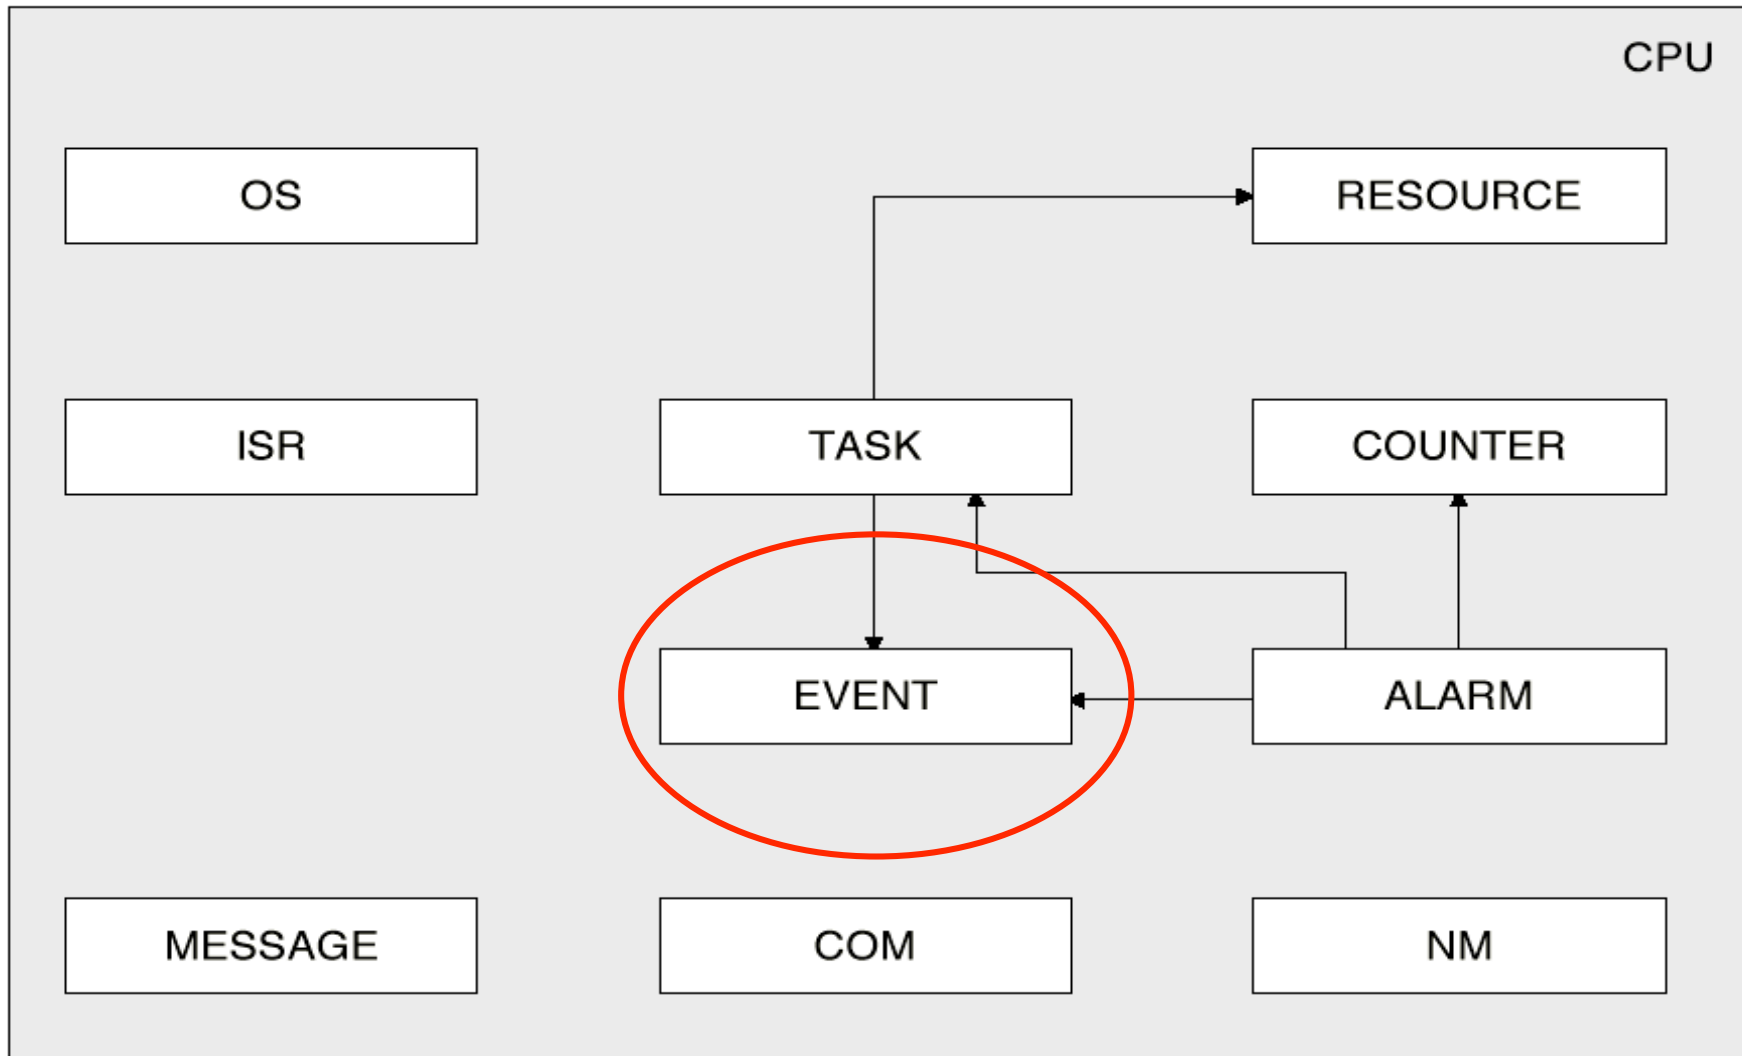 CPU
OS
RESOURCE
ISR
TASK
COUNTER
EVENT
ALARM
MESSAGE
COM
NM